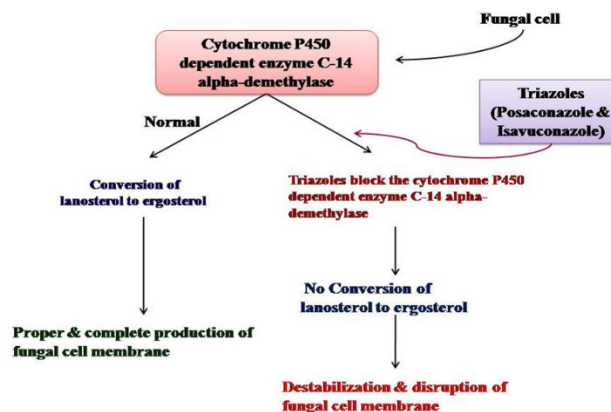 Fungal cell
Cytochrome P450
dependent enzyme C-14
alpha-demethylase
Triazoles
(Posaconazole &
Isavuconazole)
Normal
Conversion of
lanosterol to ergosterol
Triazoles block the cytochrome P450
dependent enzyme C-14 alpha-
demethylase
No Conversion of
lanosterol to ergosterol
Proper & complete production of
fungal cell membrane
Destabilization & disruption of
fungal cell membrane